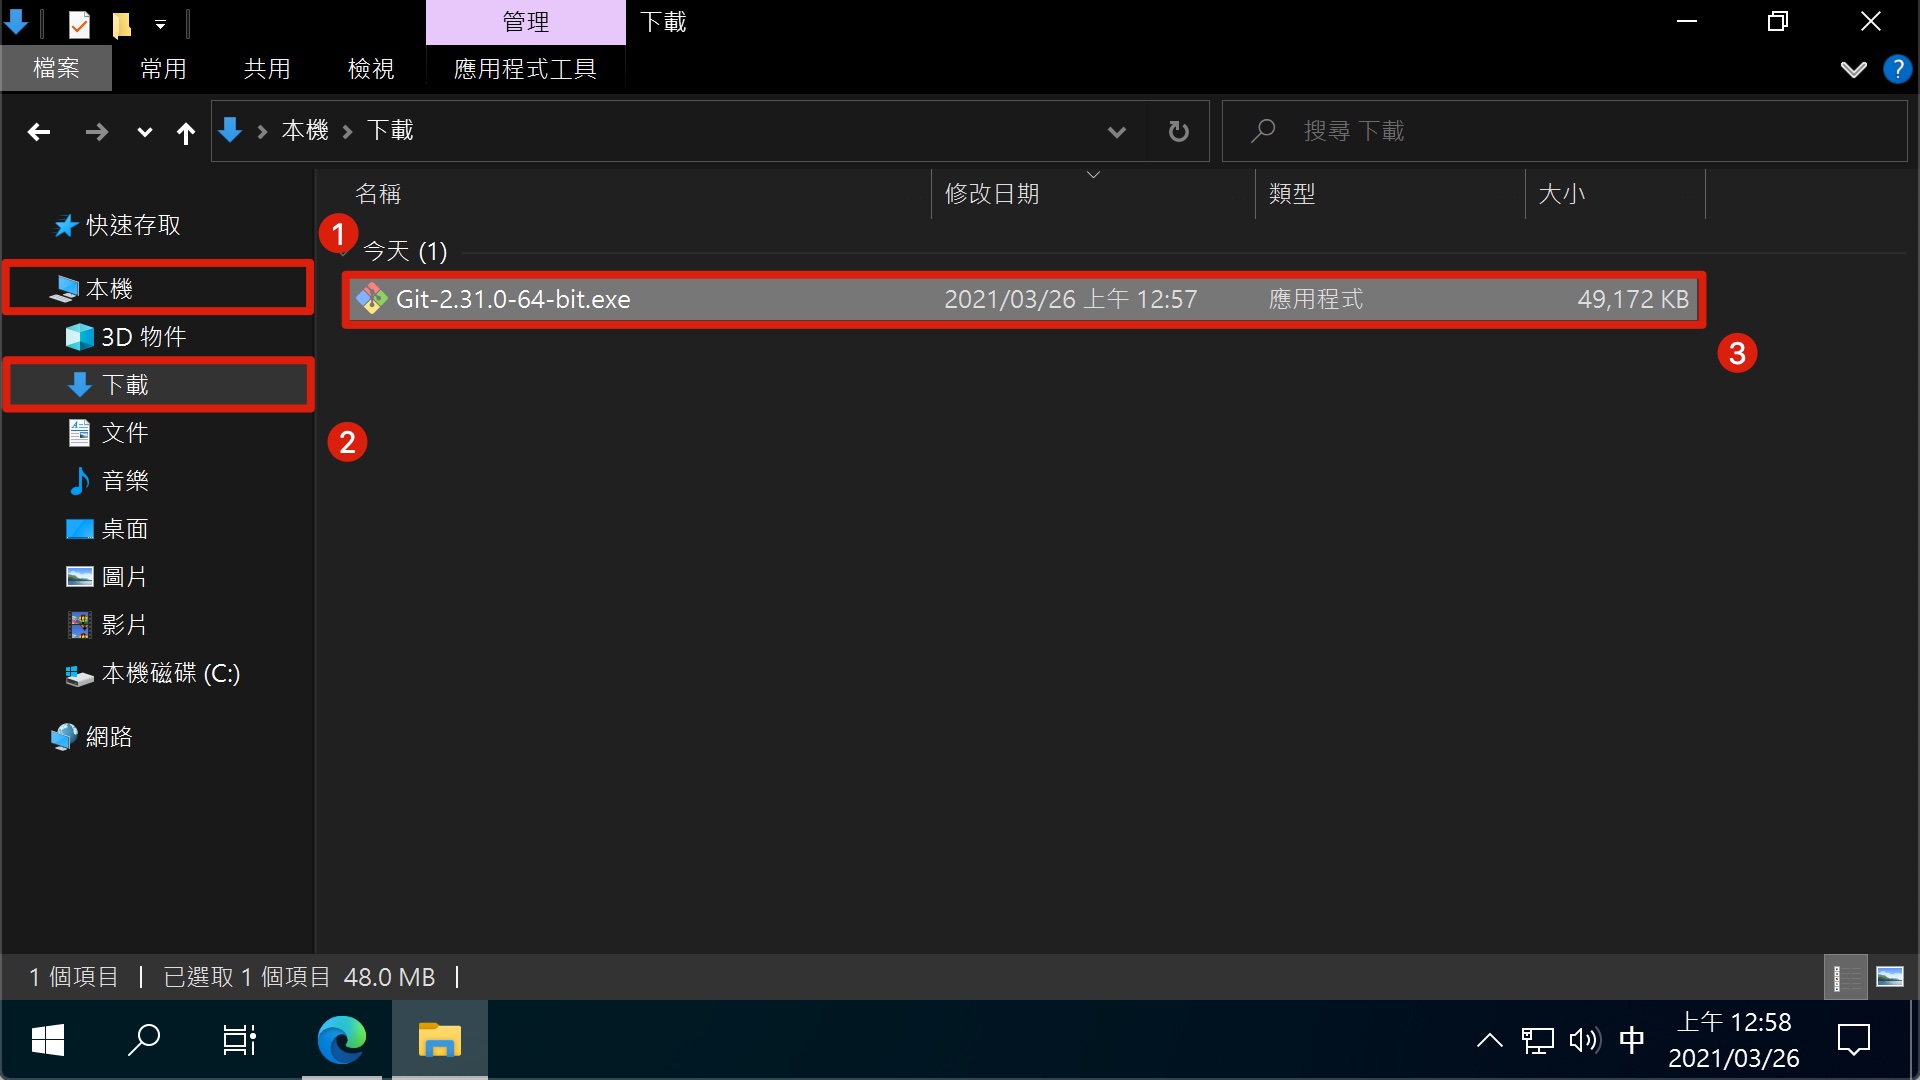 管理
下載
檔案
常用
共用
檢視
應用程式工具
?
本機
下載
搜尋 下載
名稱
修改日期
類型
大小
快速存取
1
今天 (1)
本機
Git-2.31.0-64-bit.exe
2021/03/26 上午 12:57
應用程式
49,172 KB
3D 物件
3
下載
文件
2
音樂
桌面
圖片
影片
本機磁碟 (C:)
網路
1 個項目
已選取 1 個項目 48.0 MB
中
上午 12:58
2021/03/26